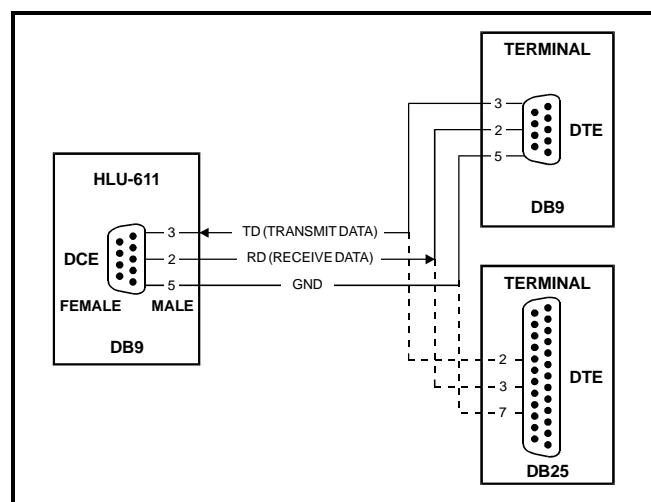 TERMINAL
3
2
5
DTE
DB9
HLU-611
DCE
3
2
5
TD (TRANSMIT DATA)
RD (RECEIVE DATA)
GND
FEMALE MALE
DB9
TERMINAL
2
3
7
DTE
DB25